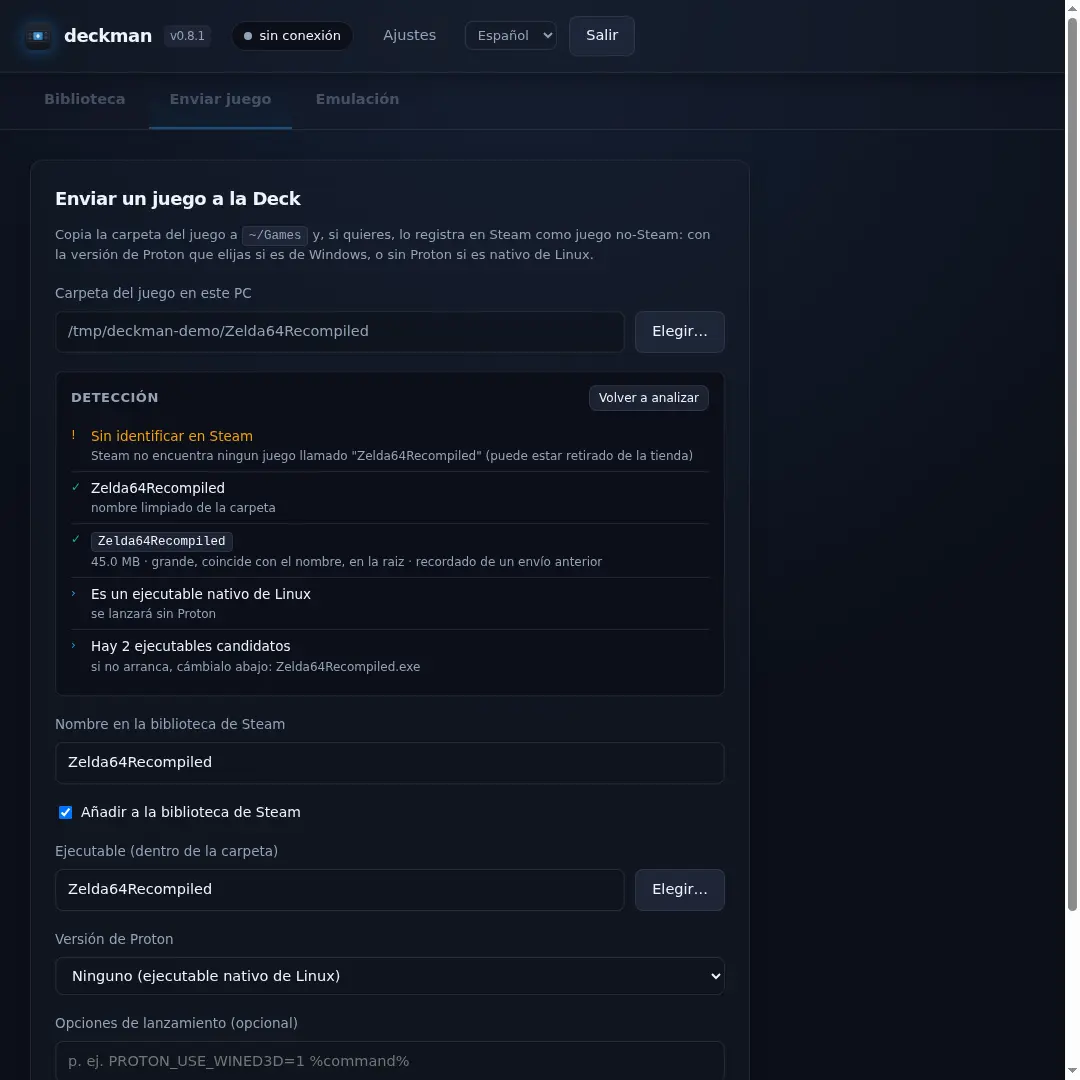 deckman v0.8.1 sin conexión Ajustes Español Salir
Biblioteca Enviar juego Emulación
Enviar un juego a la Deck
Copia la carpeta del juego a ~/Games y, si quieres, lo registra en Steam como juego no-Steam: con
la versión de Proton que elijas si es de Windows, o sin Proton si es nativo de Linux.
Carpeta del juego en este PC
/tmp/deckman-demo/Zelda64Recompiled Elegir...
DETECCIÓN Volver a analizar
! Sin identificar en Steam
Steam no encuentra ningun juego llamado "Zelda64Recompiled" (puede estar retirado de la tienda)
✓ Zelda64Recompiled
nombre limpiado de la carpeta
✓ Zelda64Recompiled
45.0 MB · grande, coincide con el nombre, en la raiz · recordado de un envío anterior
› Es un ejecutable nativo de Linux
se lanzará sin Proton
› Hay 2 ejecutables candidatos
si no arranca, cámbialo abajo: Zelda64Recompiled.exe
Nombre en la biblioteca de Steam
Zelda64Recompiled
Añadir a la biblioteca de Steam
Ejecutable (dentro de la carpeta)
Zelda64Recompiled Elegir...
Versión de Proton
Ninguno (ejecutable nativo de Linux)
Opciones de lanzamiento (opcional)
p. ej. PROTON_USE_WINED3D=1 %command%